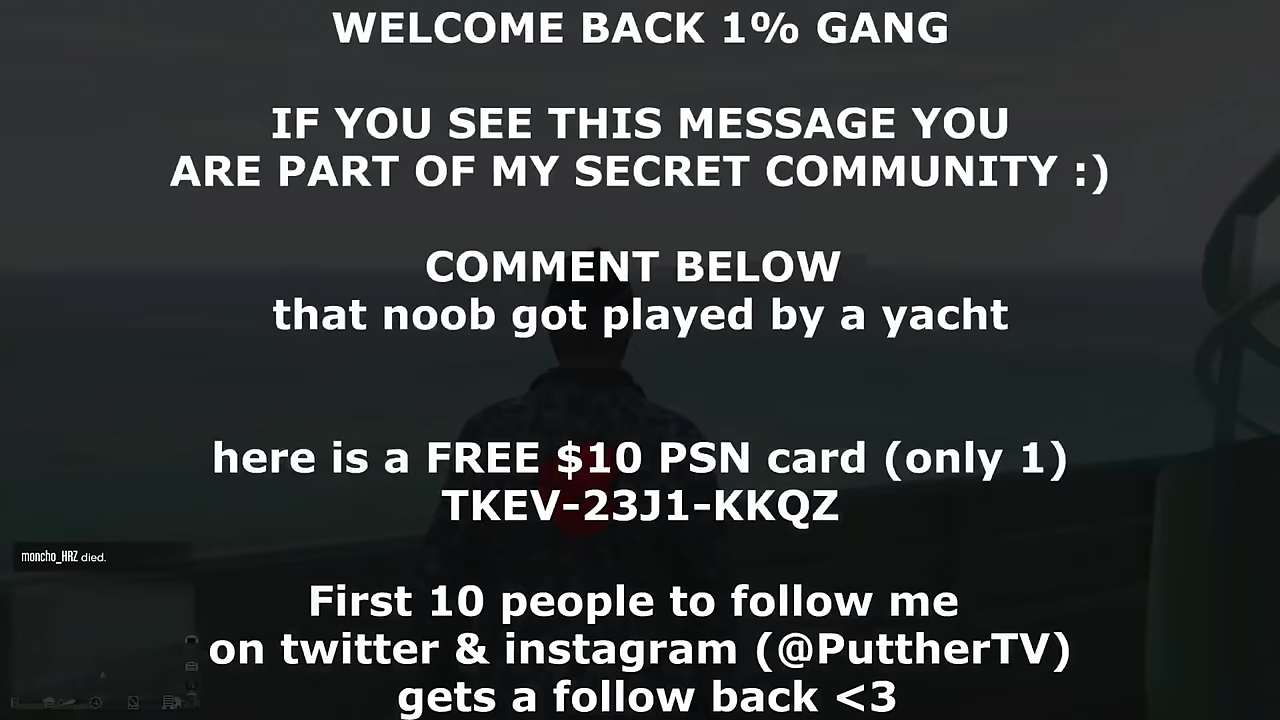 WELCOME BACK 1% GANG
IF YOU SEE THIS MESSAGE YOU
ARE PART OF MY SECRET COMMUNITY :)
COMMENT BELOW
that noob got played by a yacht
here is a FREE $10 PSN card (only 1)
TKEV-23J1-KKQZ
moncho_HRZ died.
First 10 people to follow me
on twitter & instagram (@PuttherTV)
gets a follow back <3